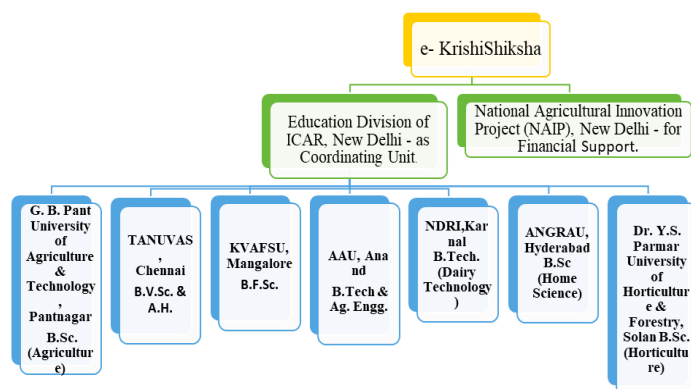 e- KrishiShiksha
Education Division of
ICAR, New Delhi - as
Coordinating Unit.
National Agricultural Innovation
Project (NAIP), New Delhi - for
Financial Support.
G. B. Pant
University
of
Agriculture
&
Technology
,
Pantnagar
B.Sc.
(Agricultur
e)
TANUVAS
, Chennai
B.V.Sc. &
A.H.
KVAFSU,
Mangalore
B.F.Sc.
AAU, Ana
nd
B.Tech &
Ag. Engg.
NDRI,Kar
nal
B.Tech.
(Dairy
Technology
)
ANGRAU,
Hyderabad
B.Sc
(Home
Science)
Dr. Y.S.
Parmar
University
of
Horticultur
e &
Forestry,
Solan B.Sc.
(Horticultu
re)